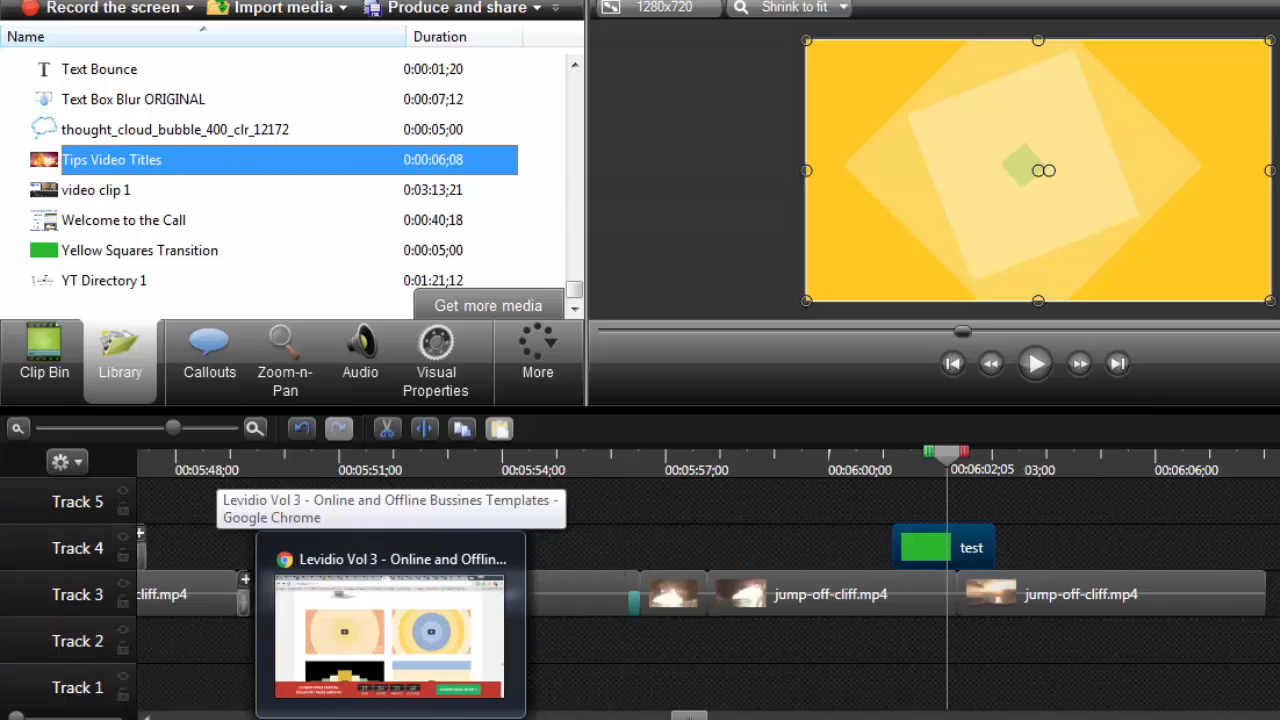 Record the screen
Import media
Produce and share
1280x720
Shrink to fit
Name
Duration
Text Bounce
0:00:01;20
Text Box Blur ORIGINAL
0:00:07;12
thought_cloud_bubble_400_clr_12172
0:00:05;00
Tips Video Titles
0:00:06;08
video clip 1
0:03:13;21
Welcome to the Call
0:00:40;18
Yellow Squares Transition
0:00:05;00
YT Directory 1
0:01:21;12
Get more media
Clip Bin
Library
Callouts
Zoom-n-
Pan
Audio
Visual
Properties
More
00:05:48;00
00:05:51;00
00:05:54;00
00:05:57;00
00:06:00;00
00:06:02;05
03;00
00:06:06;00
Track 5
Levidio Vol 3 - Online and Offline Bussines Templates -
Google Chrome
Track 4
test
Levidio Vol 3 - Online and Offlin...
Track 3
cliff.mp4
jump-off-cliff.mp4
jump-off-cliff.mp4
Track 2
Track 1